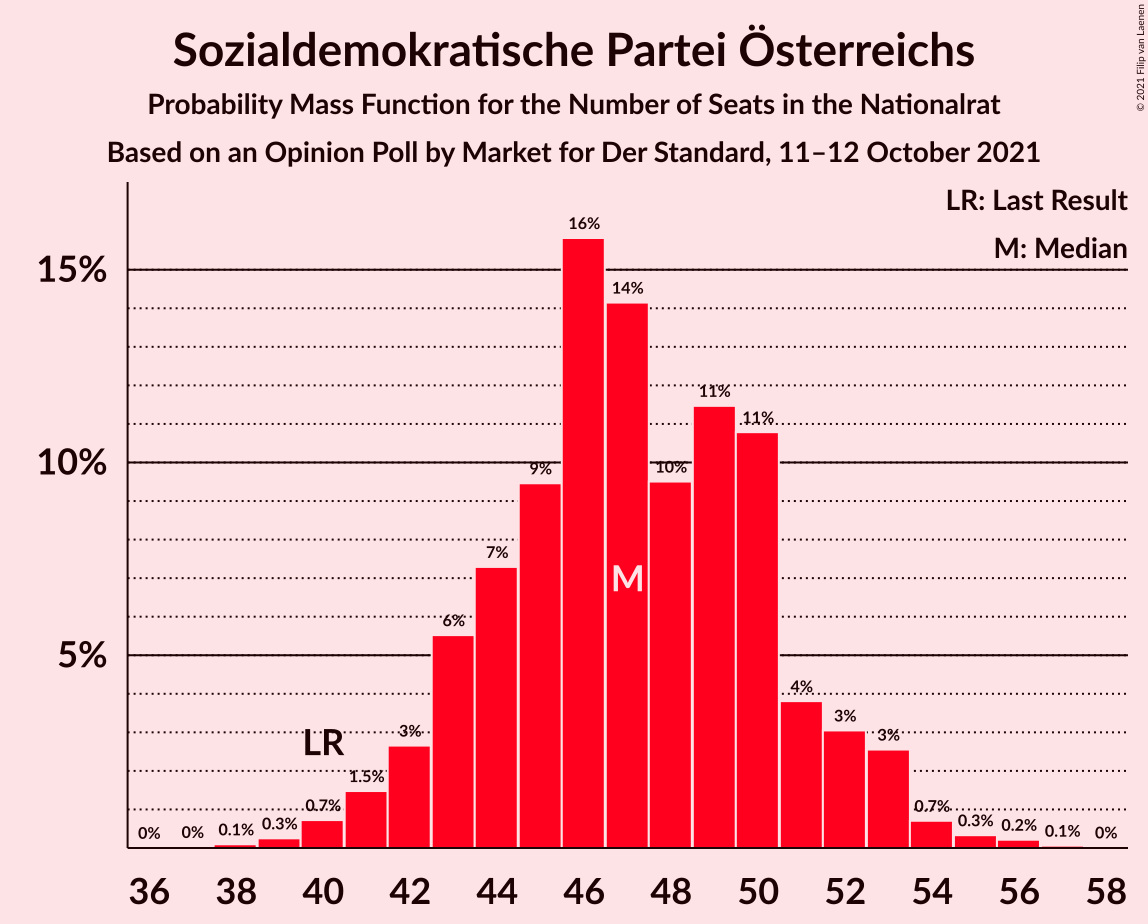 Sozialdemokratische Partei Österreichs
Probability Mass Function for the Number of Seats in the Nationalrat
Based on an Opinion Poll by Market for Der Standard, 11–12 October 2021
© 2021 Filip van Laenen
LR: Last Result
M: Median
15%
10%
5%
0%
0%
0.1%
0.3%
0.7%
1.5%
3%
6%
7%
9%
16%
14%
10%
11%
11%
4%
3%
3%
0.7%
0.3%
0.2%
0.1%
0%
LR
M
36 38 40 42 44 46 48 50 52 54 56 58